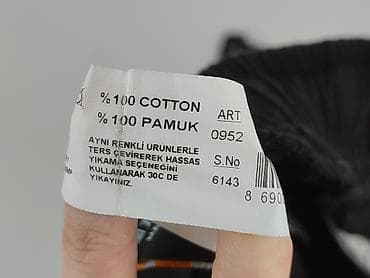 % 100 COTTON
% 100 PAMUK
AYNI RENKLİ ÜRÜNLERLE
TERS ÇEVİREREK HASSAS
YIKAMA SEÇENEĞİNİ
KULLANARAK 30C DE
YIKAYINIZ.
ART
0952
S.No
6143
8 690